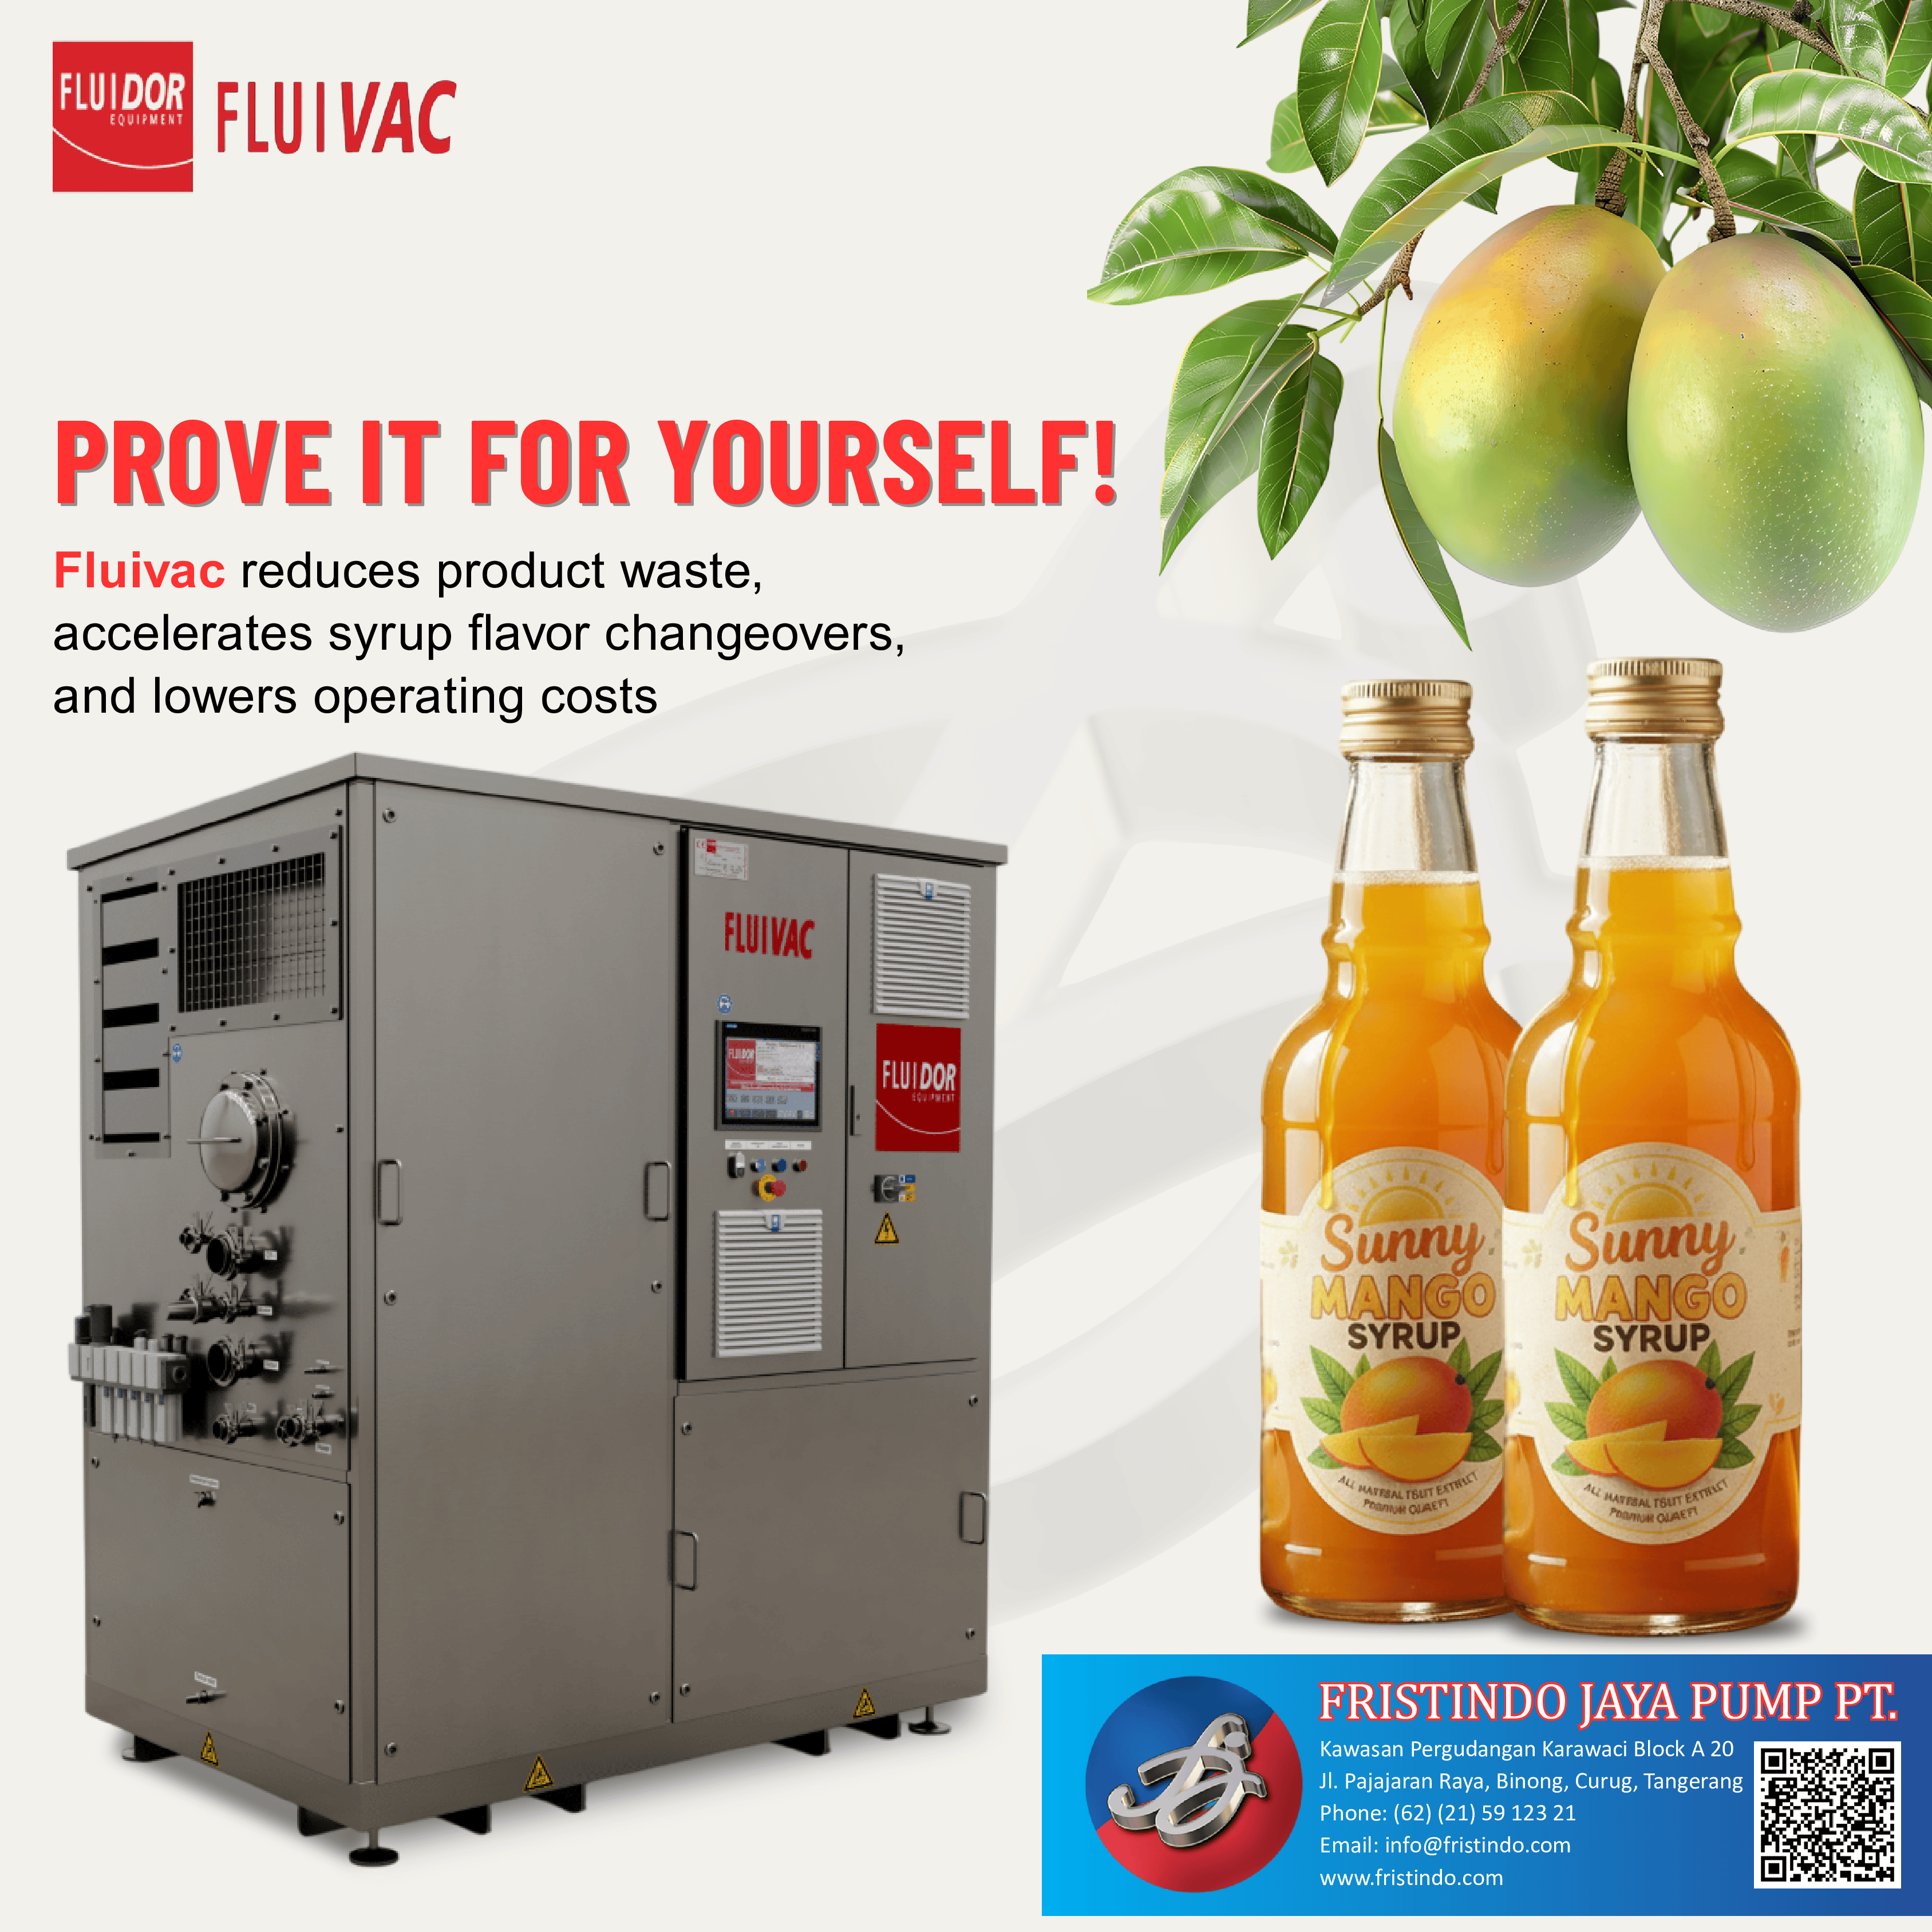 FLUIDOR
EQUIPMENT
FLUIVAC
PROVE IT FOR YOURSELF!
Fluivac reduces product waste,
accelerates syrup flavor changeovers,
and lowers operating costs
FLUIVAC
FLUIDOR
FLUIDOR
EQUIPMENT
Sunny
MANGO
SYRUP
Sunny
MANGO
SYRUP
FRISTINDO JAYA PUMP PT.
Kawasan Pergudangan Karawaci Block A 20
Jl. Pajajaran Raya, Binong, Curug, Tangerang
Phone: (62) (21) 59 123 21
Email: info@fristindo.com
www.fristindo.com